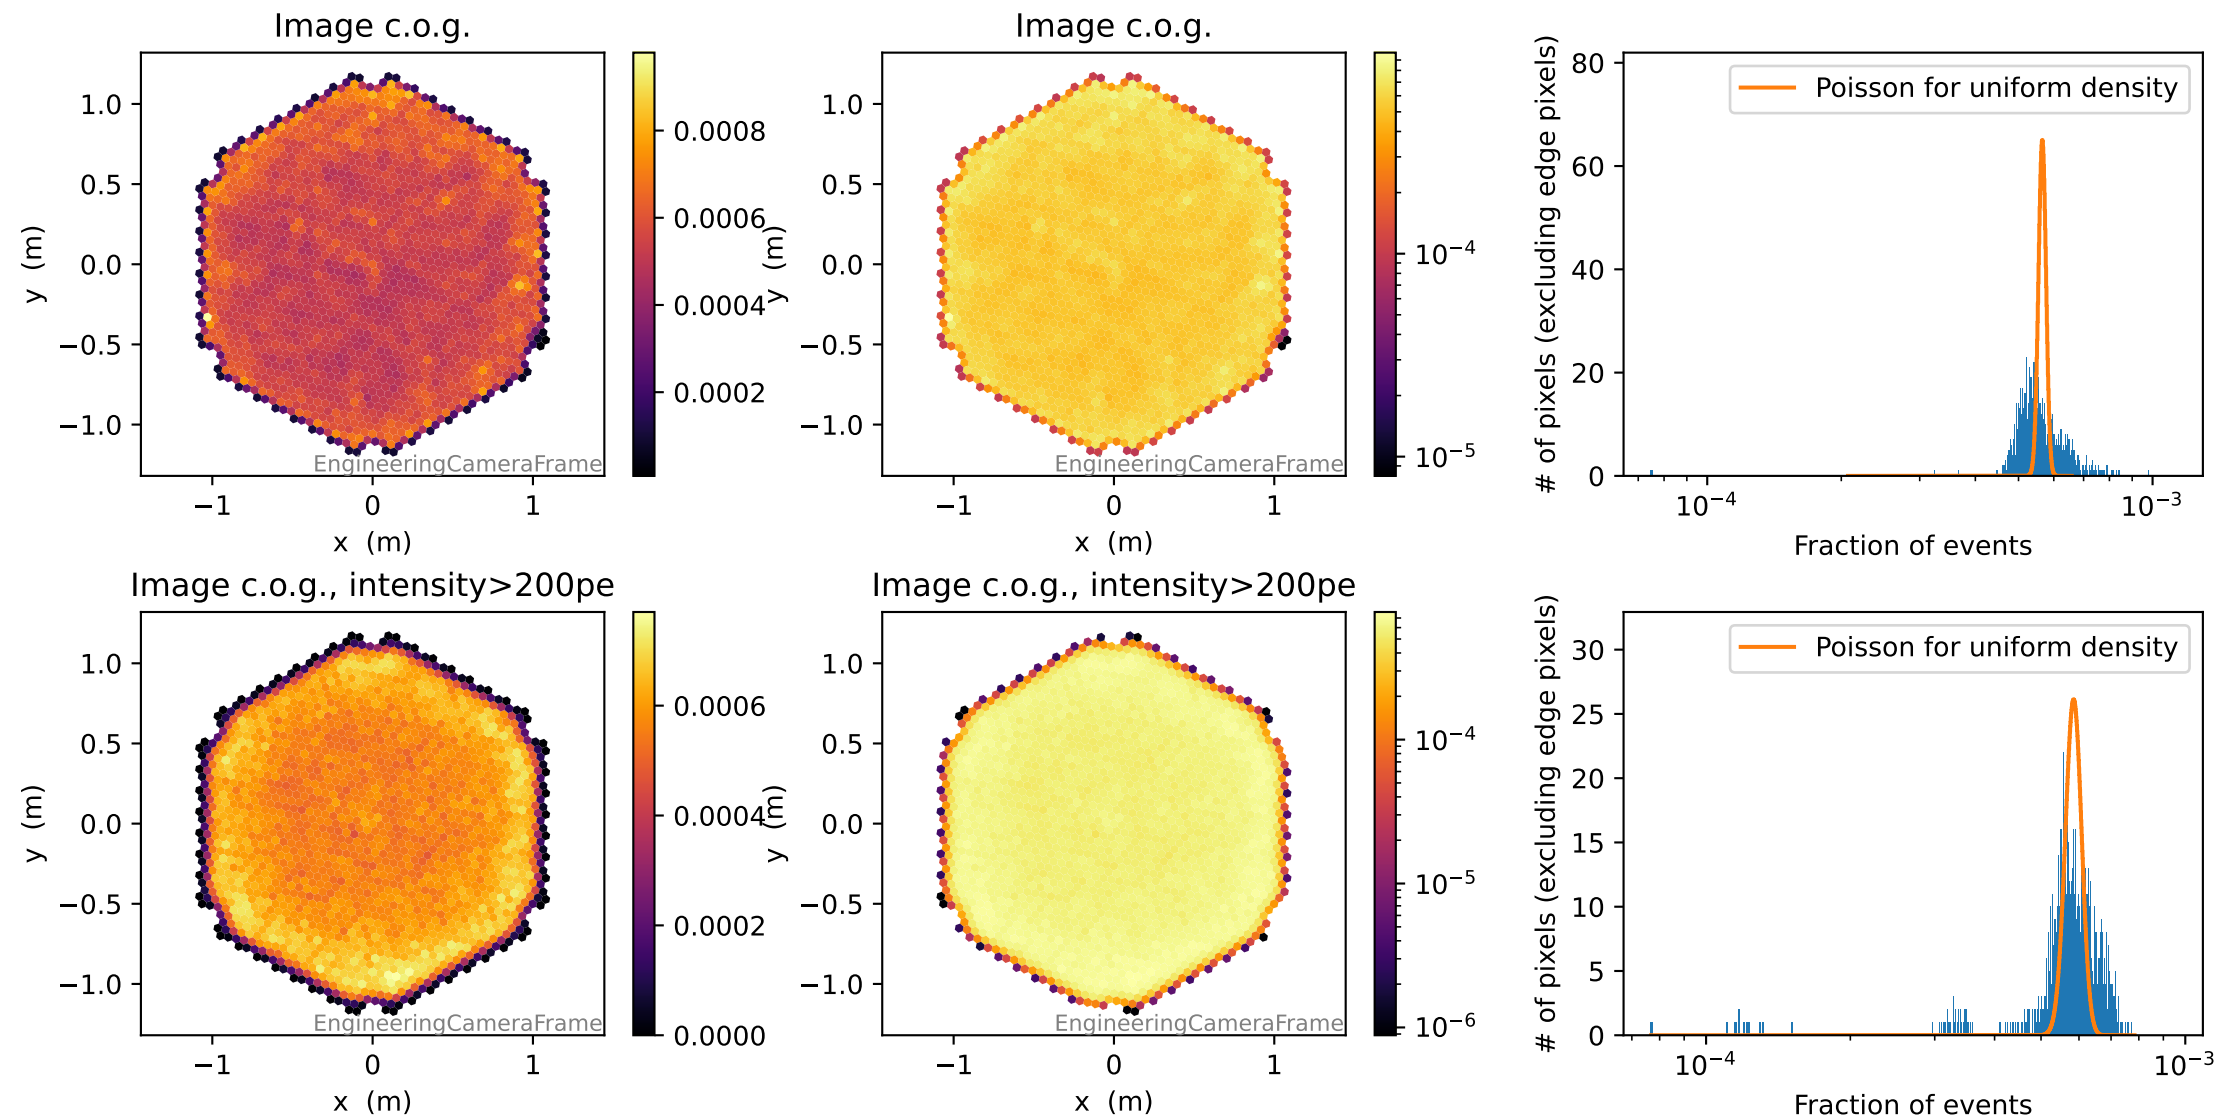 Image c.o.g.
1.0
0.5
0.0
−0.5
−1.0
y (m)
EngineeringCameraFrame
−1
0
1
x (m)
0.0008
0.0006
0.0004
0.0002
Image c.o.g.
1.0
0.5
0.0
−0.5
−1.0
y (m)
EngineeringCameraFrame
−1
0
1
x (m)
10⁻⁴
10⁻⁵
80
60
40
20
0
# of pixels (excluding edge pixels)
Poisson for uniform density
10⁻⁴
10⁻³
Fraction of events
Image c.o.g., intensity>200pe
1.0
0.5
0.0
−0.5
−1.0
y (m)
EngineeringCameraFrame
−1
0
1
x (m)
0.0006
0.0004
0.0002
0.0000
Image c.o.g., intensity>200pe
1.0
0.5
0.0
−0.5
−1.0
y (m)
EngineeringCameraFrame
−1
0
1
x (m)
10⁻⁴
10⁻⁵
10⁻⁶
30
25
20
15
10
5
0
# of pixels (excluding edge pixels)
Poisson for uniform density
10⁻⁴
10⁻³
Fraction of events